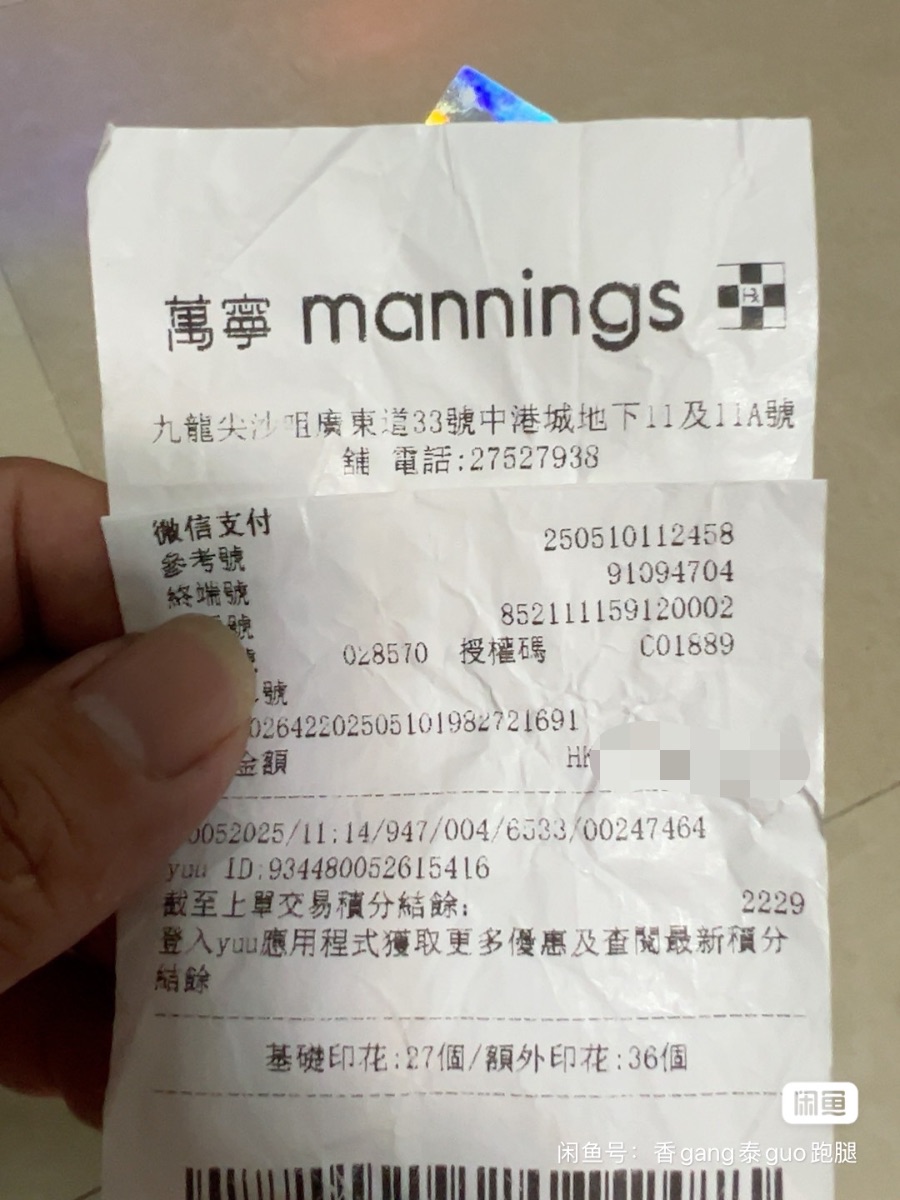 萬寧 mannings
九龍尖沙咀廣東道33號中港城地下11及11A號
舖 電話:27527938
微信支付
參考號 250510112458
終端號 91094704
號 852111159120002
028570 授權碼 C01889
號
0264220250510198272​1691
金額 HK
0052025/11:14/947/004/6533/00247464
yuu ID:934480052615416
截至上單交易積分結餘: 2229
登入yuu應用程式獲取更多優惠及查閱最新積分
結餘
基礎印花:27個/額外印花:36個
闲鱼
闲鱼号：香gang泰guo跑腿